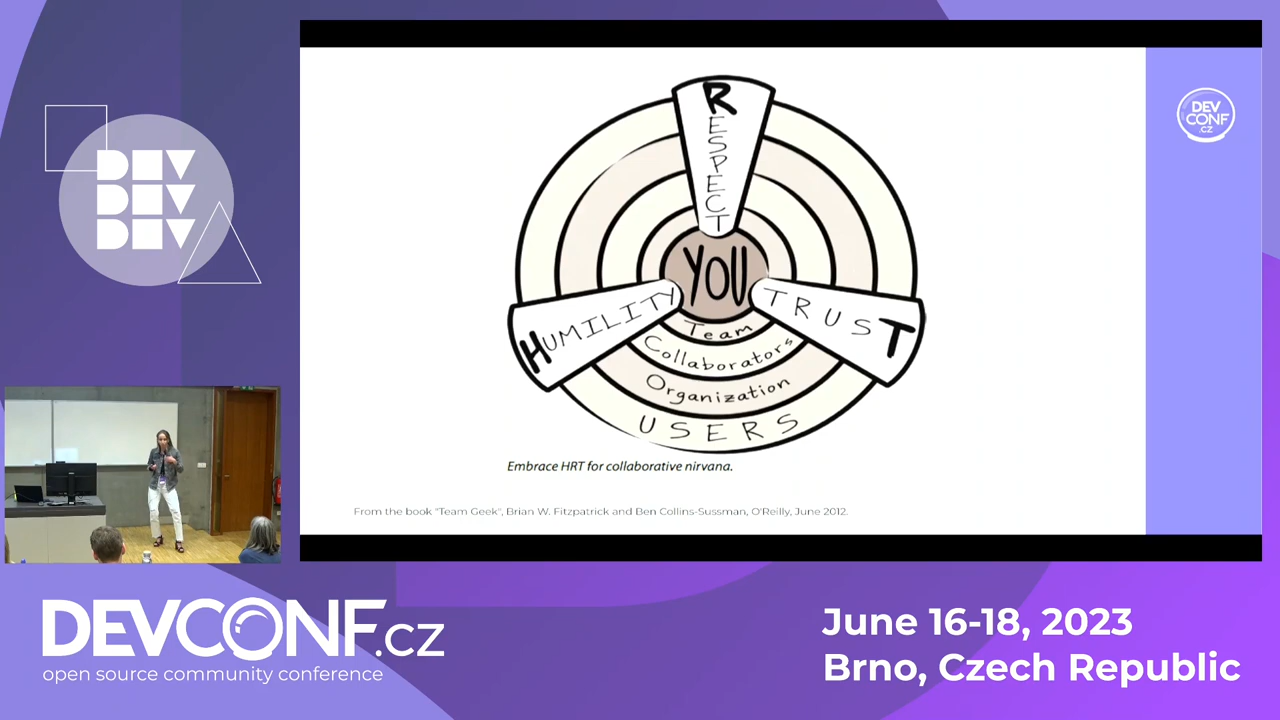 DEV
DEV
DEV
RESPECT
YOU
HUMILITY
TRUST
Team
Collaborators
Organization
USERS
Embrace HRT for collaborative nirvana.
From the book "Team Geek", Brian W. Fitzpatrick and Ben Collins-Sussman, O'Reilly, June 2012.
DEV
CONF
.CZ
DEVCONF.cz
open source community conference
June 16-18, 2023
Brno, Czech Republic